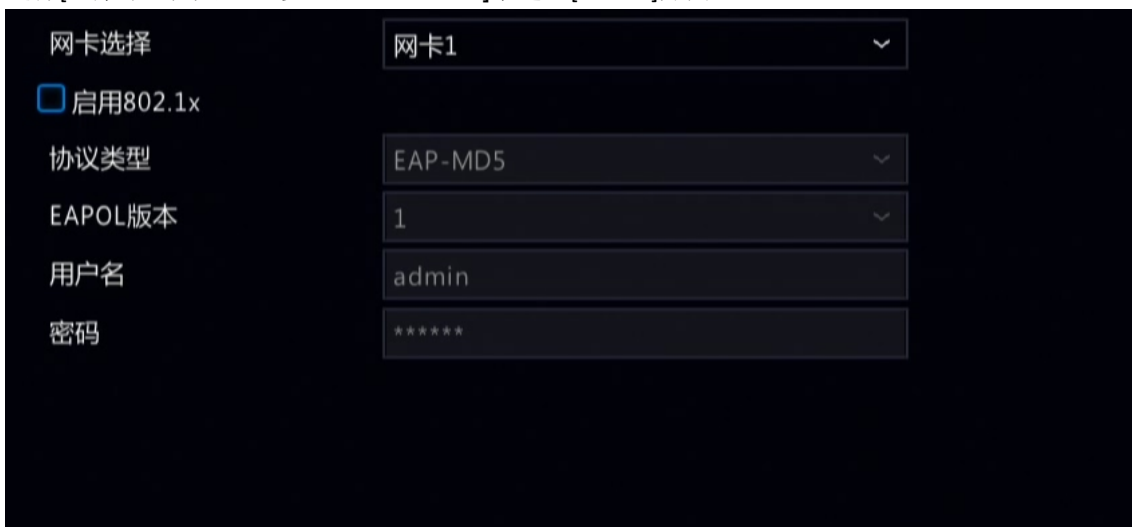 网卡选择 网卡1
启用802.1x
协议类型 EAP-MD5
EAPOL版本 1
用户名 admin
密码 ******